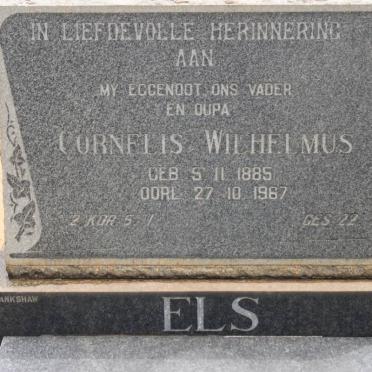 IN LIEFDEVOLLE HERINNERING
AAN
MY EGGENOOT ONS VADER
EN OUPA
CORNELIS WILHELMUS
GEB 5 11 1885
OORL 27 10 1967
2 KOR 5-1
GES 22
ANKSHAW
ELS